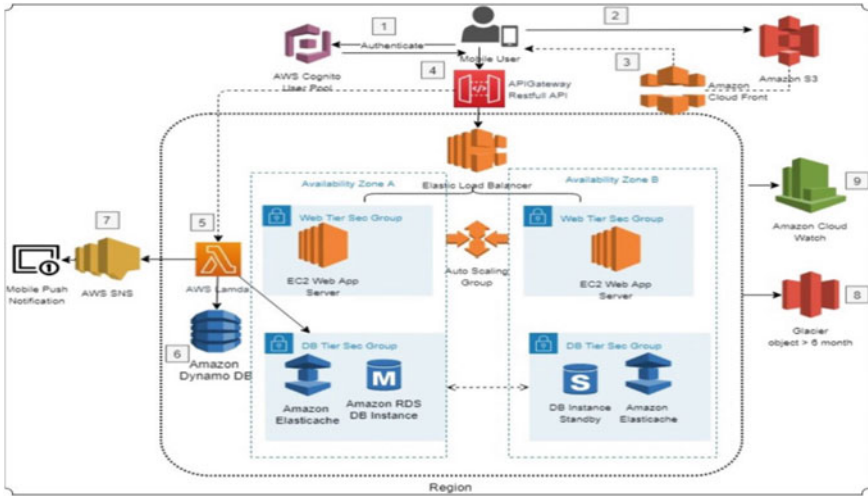 1
2
Authenticate
Mobile User
3
4
AWS Cognito
User Pool
APIGateway
Restfull API
Amazon
Cloud Front
Amazon S3
Elastic Load Balancer
Availability Zone A
Availability Zone B
9
Web Tier Sec Group
Web Tier Sec Group
7
5
Amazon Cloud
Watch
Auto Scaling
Group
EC2 Web App
Server
EC2 Web App
Server
1
Mobile Push
Notification
AWS SNS
AWS Lamda
8
Glacier
object > 6 month
6
DB Tier Sec Group
DB Tier Sec Group
Amazon
Dynamo DB
M
S
Amazon
Elasticache
Amazon RDS
DB Instance
DB Instance
Standby
Amazon
Elasticache
Region